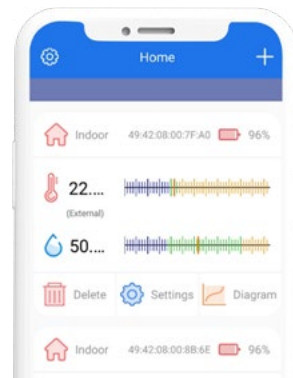 Home
Indoor 49:42:08:00:7F:A0 96%
22....
(External)
50....
Delete Settings Diagram
Indoor 49:42:08:00:8B:6E 96%